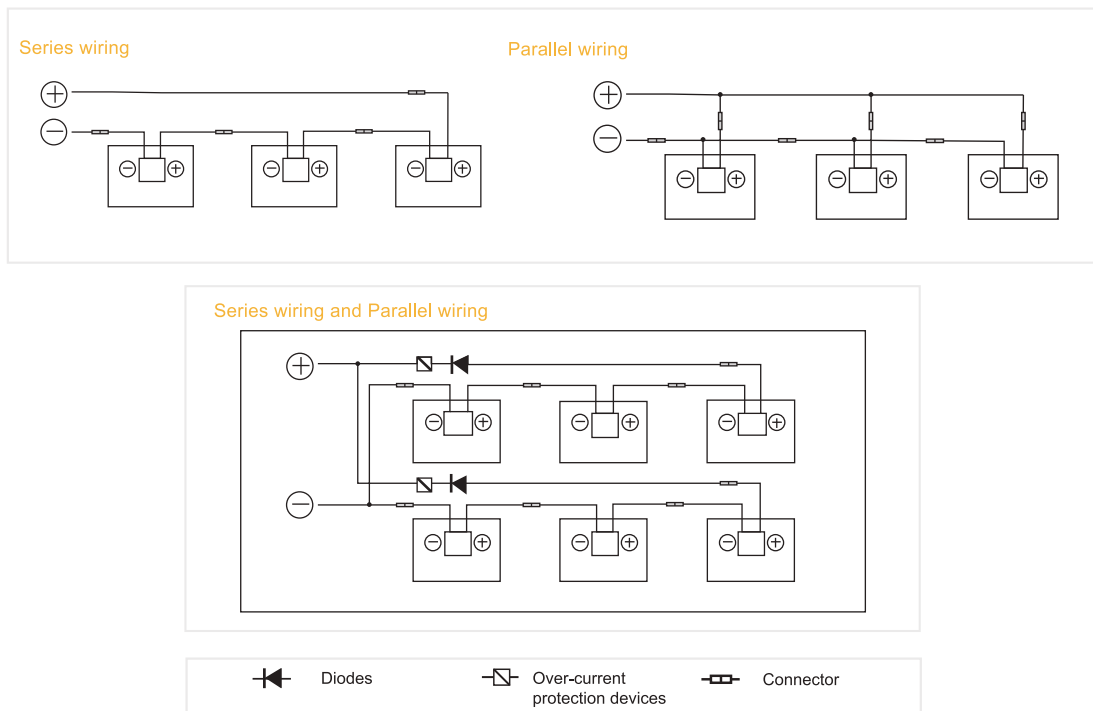 Series wiring
Parallel wiring
Series wiring and Parallel wiring
Diodes
Over-current
protection devices
Connector